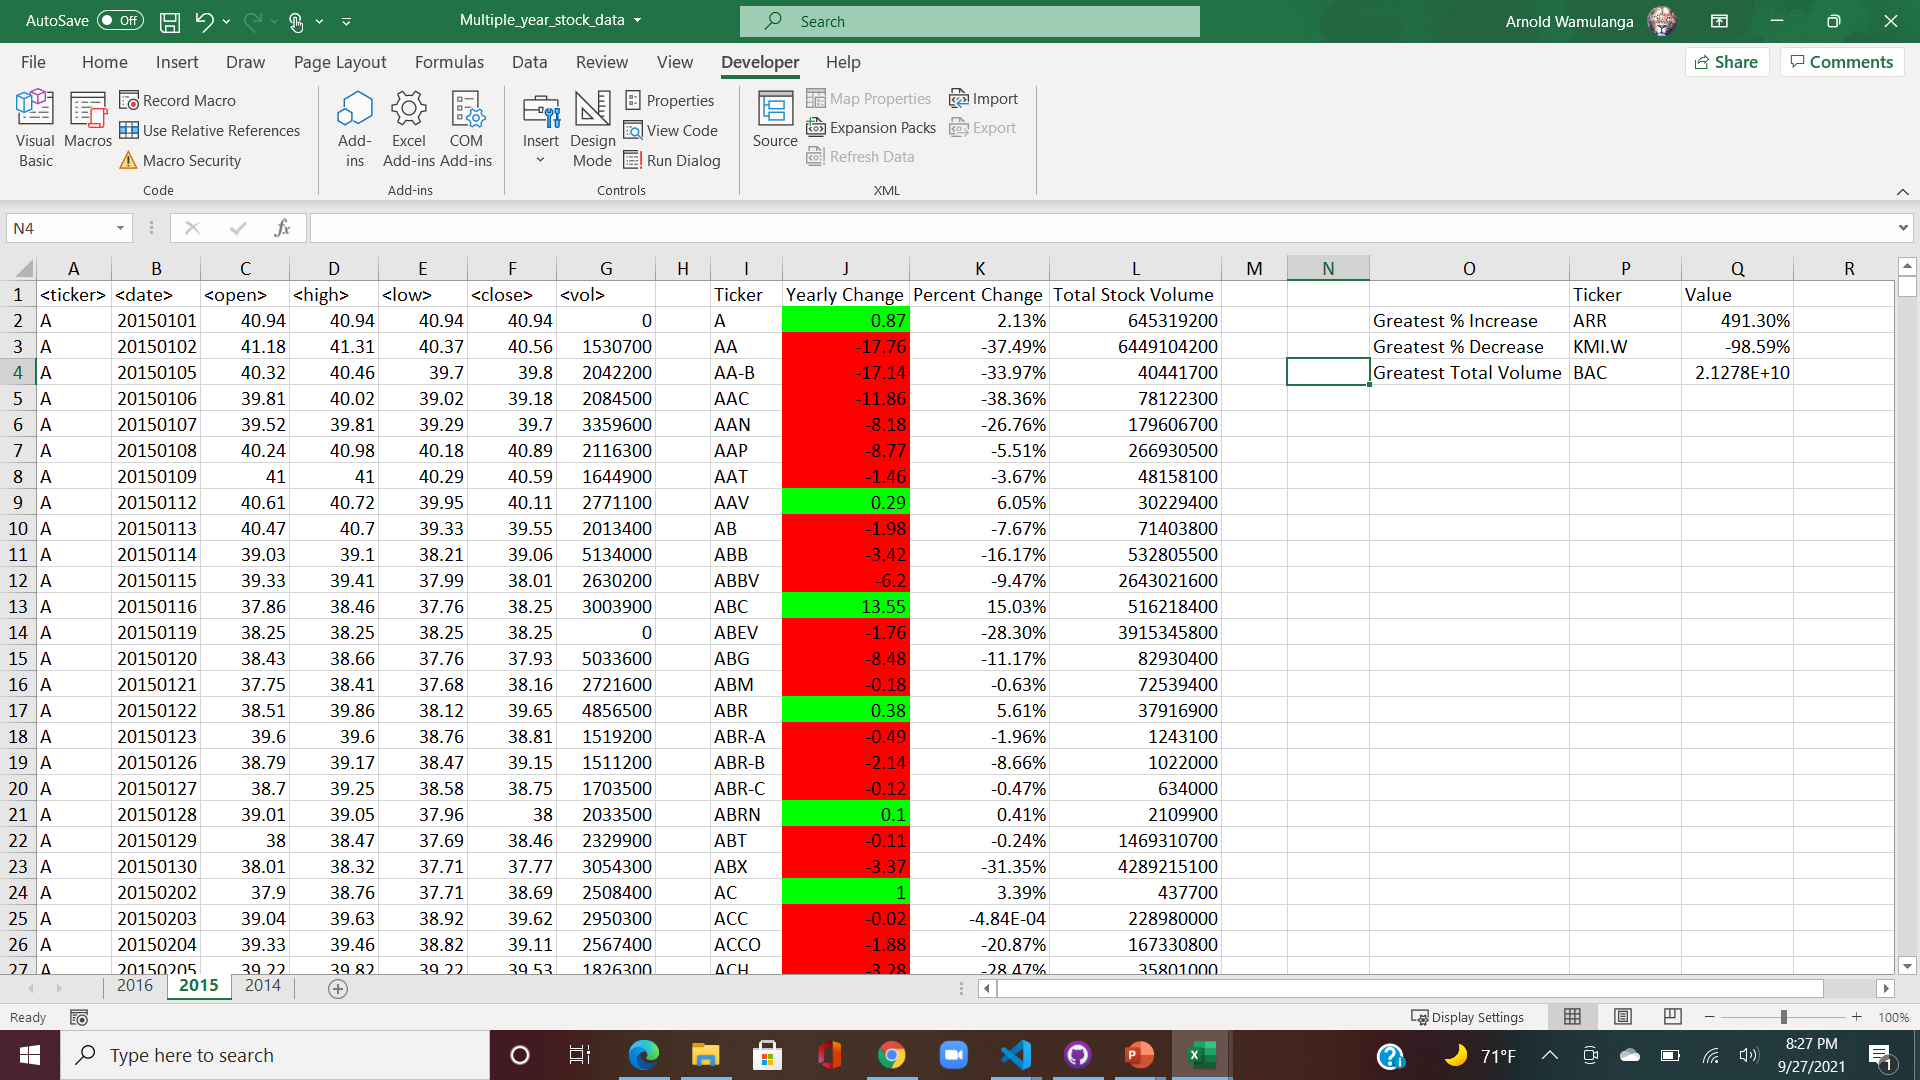 AutoSave Off Multiple_year_stock_data Search Arnold Wamulanga
File Home Insert Draw Page Layout Formulas Data Review View Developer Help Share Comments
Visual Basic
Macros
Record Macro
Use Relative References
Macro Security
Code
Add-ins
Excel Add-ins
COM Add-ins
Add-ins
Insert
Design Mode
Properties
View Code
Run Dialog
Controls
Source
Map Properties
Expansion Packs
Refresh Data
Import
Export
XML
N4 fx
A B C D E F G H I J K L M N O P Q R
1 <ticker> <date> <open> <high> <low> <close> <vol> Ticker Yearly Change Percent Change Total Stock Volume Ticker Value
2 A 20150101 40.94 40.94 40.94 40.94 0 A 0.87 2.13% 645319200 Greatest % Increase ARR 491.30%
3 A 20150102 41.18 41.31 40.37 40.56 1530700 AA -17.76 -37.49% 6449104200 Greatest % Decrease KMI.W -98.59%
4 A 20150105 40.32 40.46 39.7 39.8 2042200 AA-B -17.14 -33.97% 40441700 Greatest Total Volume BAC 2.1278E+10
5 A 20150106 39.81 40.02 39.02 39.18 2084500 AAC -11.86 -38.36% 78122300
6 A 20150107 39.52 39.81 39.29 39.7 3359600 AAN -8.18 -26.76% 179606700
7 A 20150108 40.24 40.98 40.18 40.89 2116300 AAP -8.77 -5.51% 266930500
8 A 20150109 41 41 40.29 40.59 1644900 AAT -1.46 -3.67% 48158100
9 A 20150112 40.61 40.72 39.95 40.11 2771100 AAV 0.29 6.05% 30229400
10 A 20150113 40.47 40.7 39.33 39.55 2013400 AB -1.98 -7.67% 71403800
11 A 20150114 39.03 39.1 38.21 39.06 5134000 ABB -3.42 -16.17% 532805500
12 A 20150115 39.33 39.41 37.99 38.01 2630200 ABBV -6.2 -9.47% 2643021600
13 A 20150116 37.86 38.46 37.76 38.25 3003900 ABC 13.55 15.03% 516218400
14 A 20150119 38.25 38.25 38.25 38.25 0 ABEV -1.76 -28.30% 3915345800
15 A 20150120 38.43 38.66 37.76 37.93 5033600 ABG -8.48 -11.17% 82930400
16 A 20150121 37.75 38.41 37.68 38.16 2721600 ABM -0.18 -0.63% 72539400
17 A 20150122 38.51 39.86 38.12 39.65 4856500 ABR 0.38 5.61% 37916900
18 A 20150123 39.6 39.6 38.76 38.81 1519200 ABR-A -0.49 -1.96% 1243100
19 A 20150126 38.79 39.17 38.47 39.15 1511200 ABR-B -2.14 -8.66% 1022000
20 A 20150127 38.7 39.25 38.58 38.75 1703500 ABR-C -0.12 -0.47% 634000
21 A 20150128 39.01 39.05 37.96 38 2033500 ABRN 0.1 0.41% 2109900
22 A 20150129 38 38.47 37.69 38.46 2329900 ABT -0.11 -0.24% 1469310700
23 A 20150130 38.01 38.32 37.71 37.77 3054300 ABX -3.37 -31.35% 4289215100
24 A 20150202 37.9 38.76 37.71 38.69 2508400 AC 1 3.39% 437700
25 A 20150203 39.04 39.63 38.92 39.62 2950300 ACC -0.02 -4.84E-04 228980000
26 A 20150204 39.33 39.46 38.82 39.11 2567400 ACCO -1.88 -20.87% 167330800
27 A 20150205 39.22 39.82 39.22 39.53 1826300 ACH -3.28 -28.47% 35801000
2016 2015 2014
Ready Display Settings 100%
Type here to search 71°F 8:27 PM
9/27/2021 1